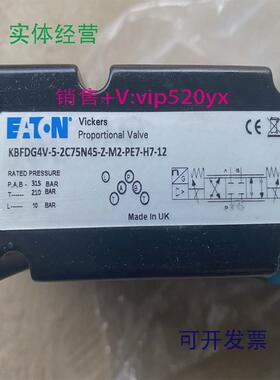 实体经营
销售+V:vip520yx
EATON
Vickers
Proportional Valve
CE
KBFDG4V-5-2C75N45-Z-M2-PE7-H7-12
RATED PRESSURE
P,A,B - 315 BAR
T----- 210 BAR
L----- 10 BAR
Made In UK
可开发票